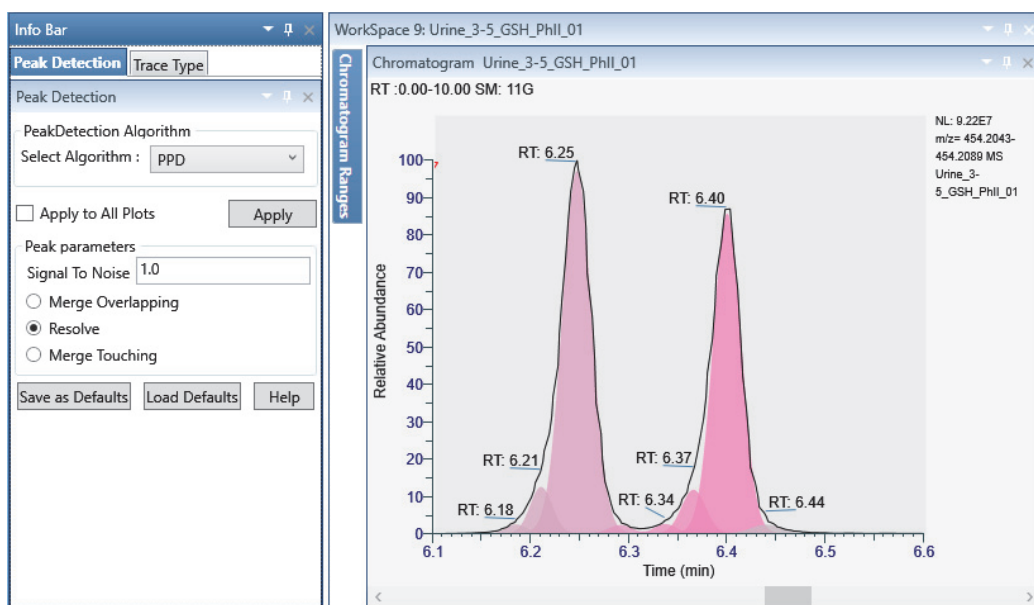 Info Bar
Peak Detection Trace Type
Peak Detection
PeakDetection Algorithm
Select Algorithm : PPD
Apply to All Plots Apply
Peak parameters
Signal To Noise 1.0
Merge Overlapping
Resolve
Merge Touching
Save as Defaults Load Defaults Help
WorkSpace 9: Urine_3-5_GSH_PhII_01
Chromatogram Ranges
Chromatogram Urine_3-5_GSH_PhII_01
RT :0.00-10.00 SM: 11G
NL: 9.22E7
m/z= 454.2043-
454.2089 MS
Urine_3-
5_GSH_PhII_01
Relative Abundance
100
90
80
70
60
50
40
30
20
10
0
7
RT: 6.25
RT: 6.40
RT: 6.21
RT: 6.37
RT: 6.18
RT: 6.34
RT: 6.44
6.1 6.2 6.3 6.4 6.5 6.6
Time (min)